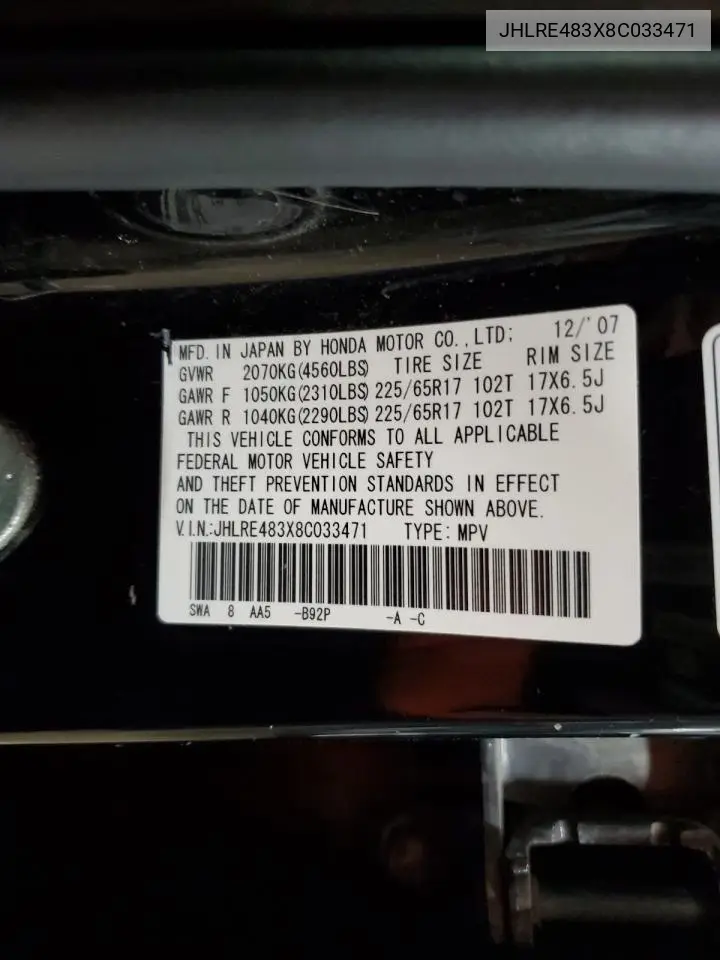 JHLRE483X8C033471
MFD. IN JAPAN BY HONDA MOTOR CO.,LTD; 12/'07
GVWR 2070KG(4560LBS) TIRE SIZE RIM SIZE
GAWR F 1050KG(2310LBS) 225/65R17 102T 17X6.5J
GAWR R 1040KG(2290LBS) 225/65R17 102T 17X6.5J
THIS VEHICLE CONFORMS TO ALL APPLICABLE
FEDERAL MOTOR VEHICLE SAFETY
AND THEFT PREVENTION STANDARDS IN EFFECT
ON THE DATE OF MANUFACTURE SHOWN ABOVE.
V.I.N.:JHLRE483X8C033471 TYPE: MPV
SWA 8 AA5 -B92P -A -C